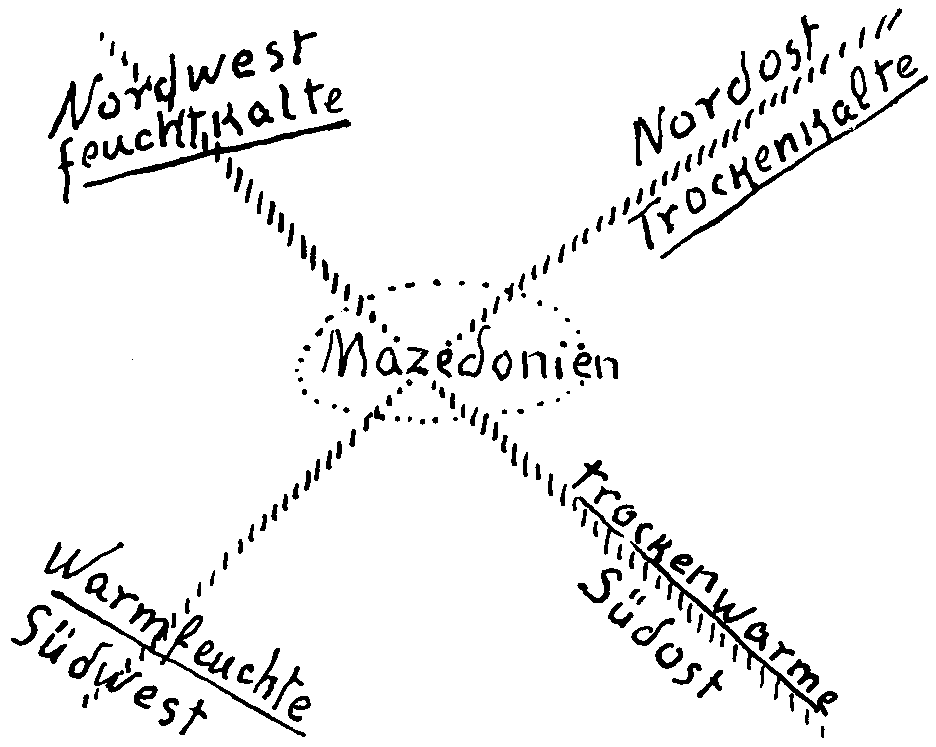 Nordwest
feuchtkalte
Nordost
Trockenkalte
Mazedonien
Warmfeuchte
Südwest
trockenwarme
Südost